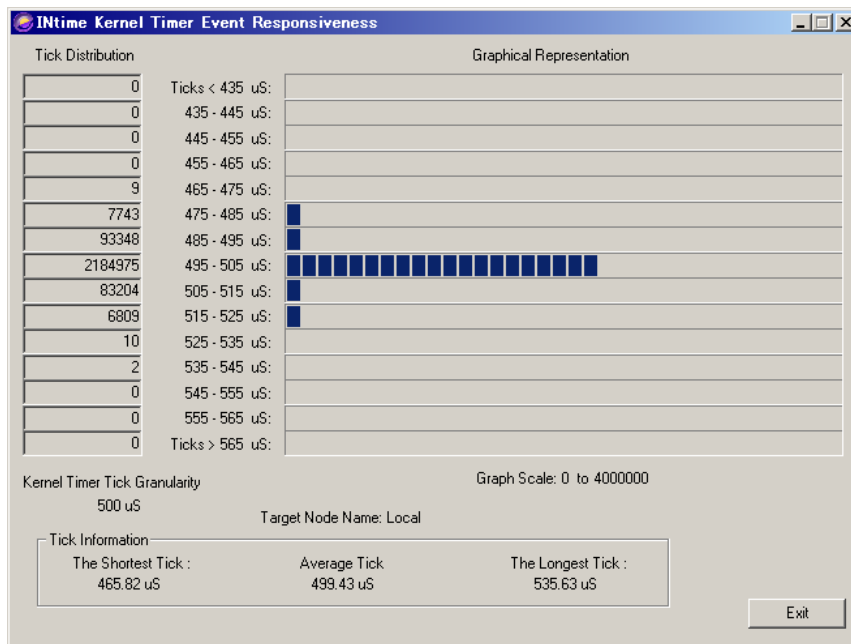 INtime Kernel Timer Event Responsiveness
Tick Distribution Graphical Representation
0 Ticks < 435 uS:
0 435 - 445 uS:
0 445 - 455 uS:
0 455 - 465 uS:
9 465 - 475 uS:
7743 475 - 485 uS:
93348 485 - 495 uS:
2184975 495 - 505 uS:
83204 505 - 515 uS:
6809 515 - 525 uS:
10 525 - 535 uS:
2 535 - 545 uS:
0 545 - 555 uS:
0 555 - 565 uS:
0 Ticks > 565 uS:
Kernel Timer Tick Granularity Graph Scale: 0 to 4000000
500 uS
Target Node Name: Local
Tick Information
The Shortest Tick : Average Tick The Longest Tick :
465.82 uS 499.43 uS 535.63 uS
Exit